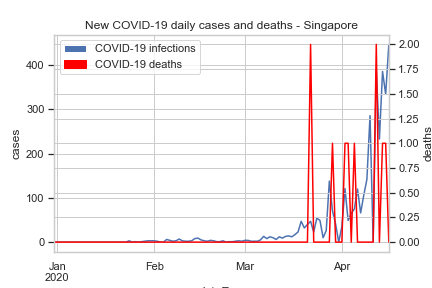 New COVID-19 daily cases and deaths - Singapore
COVID-19 infections
COVID-19 deaths
400
300
200
100
0
cases
2.00
1.75
1.50
1.25
1.00
0.75
0.50
0.25
0.00
deaths
Jan
2020
Feb
Mar
Apr